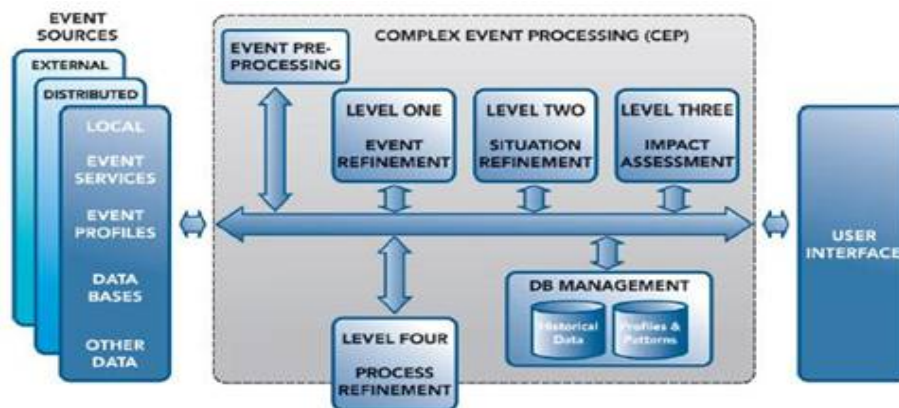 EVENT
SOURCES
EXTERNAL
DISTRIBUTED
LOCAL
EVENT
SERVICES
EVENT
PROFILES
DATA
BASES
OTHER
DATA
COMPLEX EVENT PROCESSING (CEP)
EVENT PRE-
PROCESSING
LEVEL ONE
EVENT
REFINEMENT
LEVEL TWO
SITUATION
REFINEMENT
LEVEL THREE
IMPACT
ASSESSMENT
LEVEL FOUR
PROCESS
REFINEMENT
DB MANAGEMENT
Historical
Data
Profiles &
Patterns
USER
INTERFACE